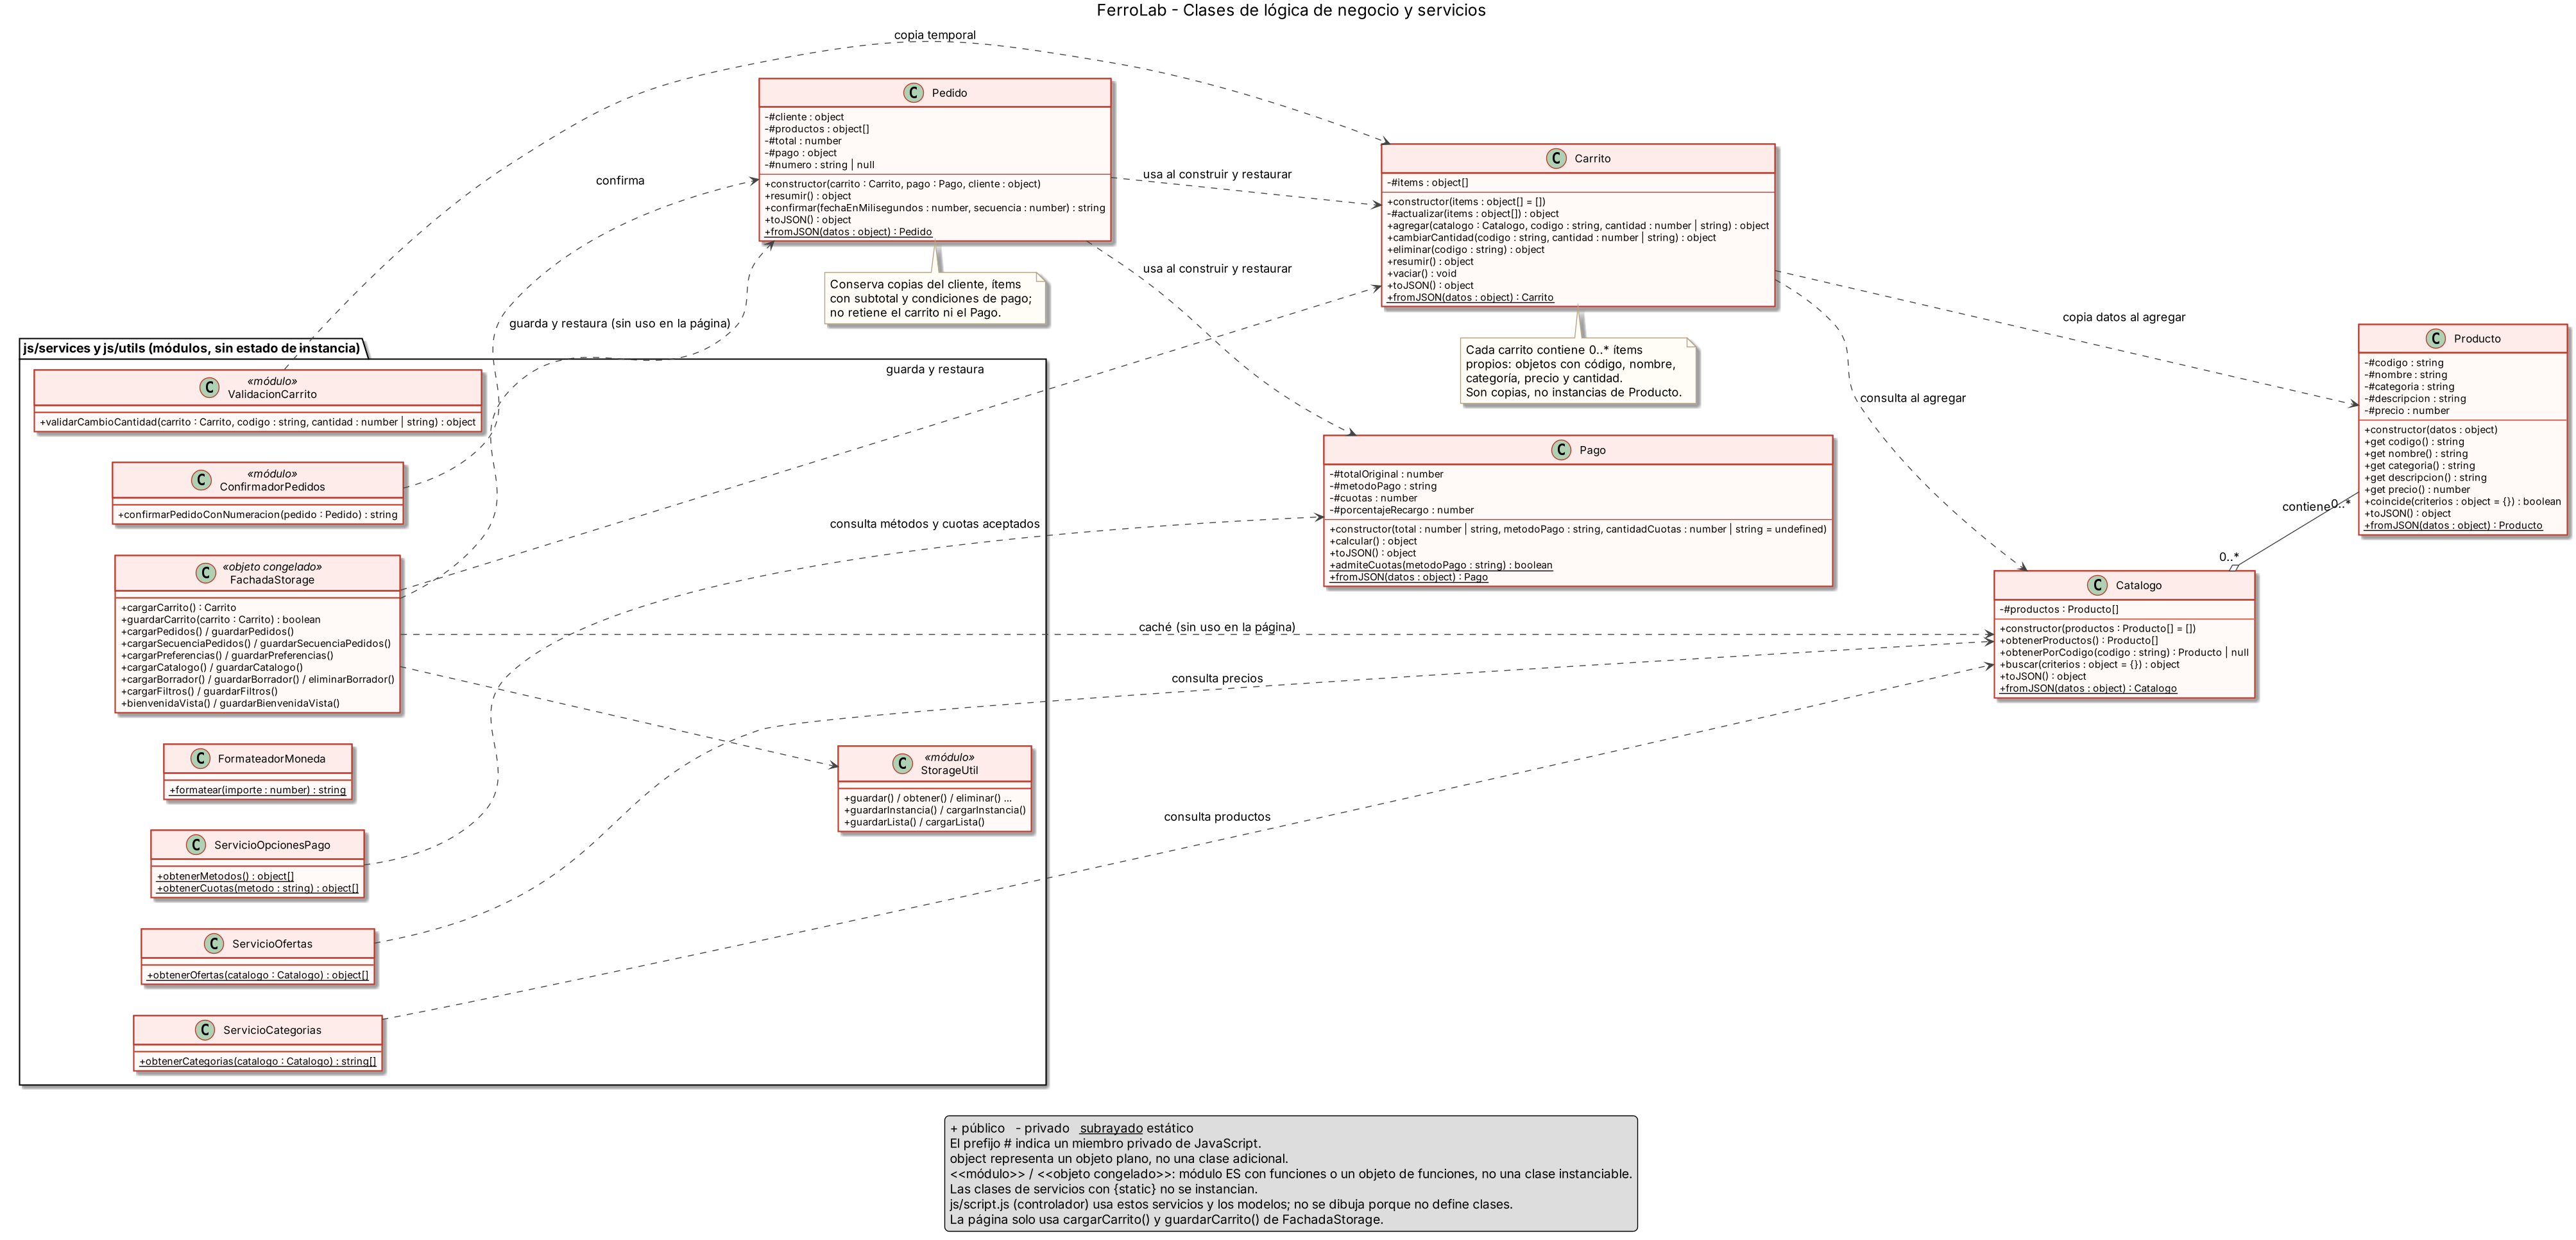 FerroLab - Clases de lógica de negocio y servicios
copia temporal
Pedido
-#cliente : object
-#productos : object[]
-#total : number
-#pago : object
-#numero : string | null
+constructor(carrito : Carrito, pago : Pago, cliente : object)
+resumir() : object
+confirmar(fechaEnMilisegundos : number, secuencia : number) : string
+toJSON() : object
+fromJSON(datos : object) : Pedido
confirma
usa al construir y restaurar
Carrito
-#items : object[]
+constructor(items : object[] = [])
-#actualizar(items : object[]) : object
+agregar(catalogo : Catalogo, codigo : string, cantidad : number | string) : object
+cambiarCantidad(codigo : string, cantidad : number | string) : object
+eliminar(codigo : string) : object
+resumir() : object
+vaciar() : void
+toJSON() : object
+fromJSON(datos : object) : Carrito
usa al construir y restaurar
Conserva copias del cliente, ítems
con subtotal y condiciones de pago;
no retiene el carrito ni el Pago.
guarda y restaura (sin uso en la página)
copia datos al agregar
Cada carrito contiene 0..* ítems
propios: objetos con código, nombre,
categoría, precio y cantidad.
Son copias, no instancias de Producto.
Producto
-#codigo : string
-#nombre : string
-#categoria : string
-#descripcion : string
-#precio : number
+constructor(datos : object)
+get codigo() : string
+get nombre() : string
+get categoria() : string
+get descripcion() : string
+get precio() : number
+coincide(criterios : object = {}) : boolean
+toJSON() : object
+fromJSON(datos : object) : Producto
js/services y js/utils (módulos, sin estado de instancia)
«módulo»
ValidacionCarrito
+validarCambioCantidad(carrito : Carrito, codigo : string, cantidad : number | string) : object
guarda y restaura
consulta al agregar
«módulo»
ConfirmadorPedidos
+confirmarPedidoConNumeracion(pedido : Pedido) : string
Pago
-#totalOriginal : number
-#metodoPago : string
-#cuotas : number
-#porcentajeRecargo : number
+constructor(total : number | string, metodoPago : string, cantidadCuotas : number | string = undefined)
+calcular() : object
+toJSON() : object
+admiteCuotas(metodoPago : string) : boolean
+fromJSON(datos : object) : Pago
consulta métodos y cuotas aceptados
contiene
0..*
0..*
«objeto congelado»
FachadaStorage
+cargarCarrito() : Carrito
+guardarCarrito(carrito : Carrito) : boolean
+cargarPedidos() / guardarPedidos()
+cargarSecuenciaPedidos() / guardarSecuenciaPedidos()
+cargarPreferencias() / guardarPreferencias()
+cargarCatalogo() / guardarCatalogo()
+cargarBorrador() / guardarBorrador() / eliminarBorrador()
+cargarFiltros() / guardarFiltros()
+bienvenidaVista() / guardarBienvenidaVista()
caché (sin uso en la página)
consulta precios
Catalogo
-#productos : Producto[]
+constructor(productos : Producto[] = [])
+obtenerProductos() : Producto[]
+obtenerPorCodigo(codigo : string) : Producto | null
+buscar(criterios : object = {}) : object
+toJSON() : object
+fromJSON(datos : object) : Catalogo
FormateadorMoneda
+formatear(importe : number) : string
«módulo»
StorageUtil
+guardar() / obtener() / eliminar() ...
+guardarInstancia() / cargarInstancia()
+guardarLista() / cargarLista()
consulta productos
ServicioOpcionesPago
+obtenerMetodos() : object[]
+obtenerCuotas(metodo : string) : object[]
ServicioOfertas
+obtenerOfertas(catalogo : Catalogo) : object[]
ServicioCategorias
+obtenerCategorias(catalogo : Catalogo) : string[]
+ público   - privado   subrayado estático
El prefijo # indica un miembro privado de JavaScript.
object representa un objeto plano, no una clase adicional.
<<módulo>> / <<objeto congelado>>: módulo ES con funciones o un objeto de funciones, no una clase instanciable.
Las clases de servicios con {static} no se instancian.
js/script.js (controlador) usa estos servicios y los modelos; no se dibuja porque no define clases.
La página solo usa cargarCarrito() y guardarCarrito() de FachadaStorage.